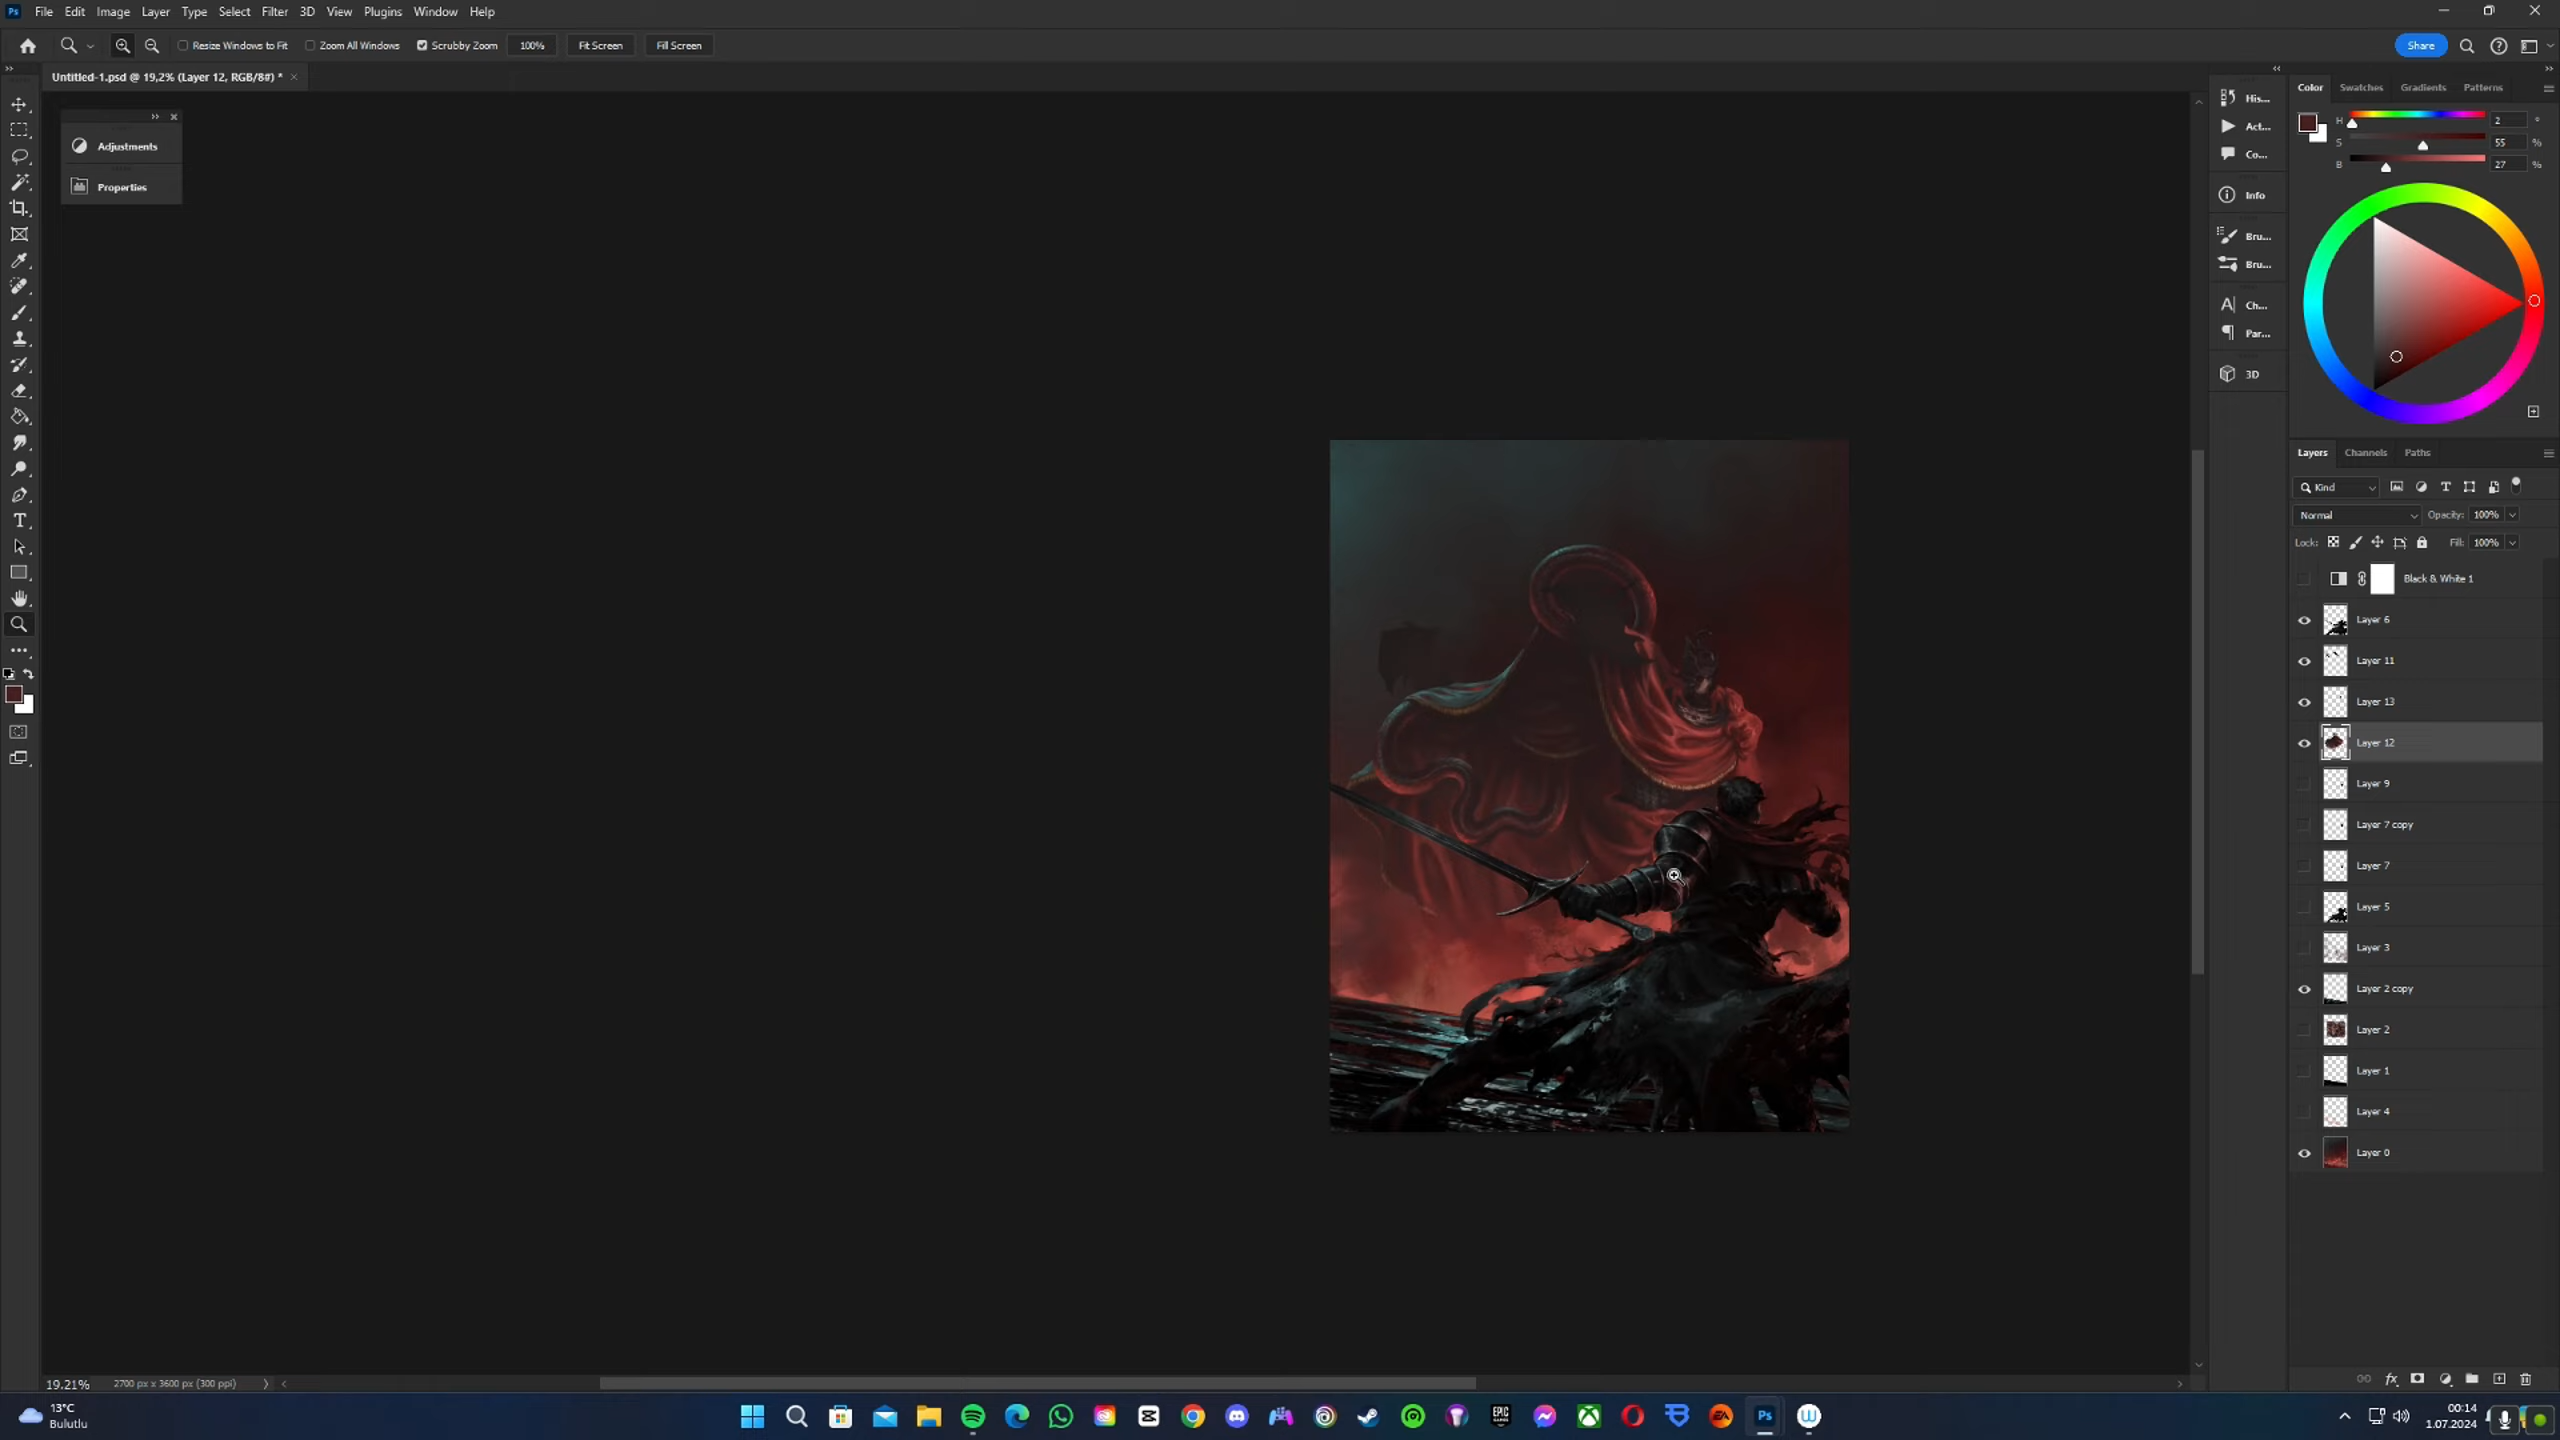 Ps File Edit Image Layer Type Select Filter 3D View Plugins Window Help
Resize Windows to Fit Zoom All Windows Scrubby Zoom 100% Fit Screen Fill Screen Share
Untitled-1.psd @ 19,2% (Layer 12, RGB/8#) *
Adjustments
Properties
His...
Act...
Co...
Info
Bru...
Bru...
Ch...
Par...
3D
Color Swatches Gradients Patterns
H 2 °
S 55 %
B 27 %
Layers Channels Paths
Kind
Normal Opacity: 100%
Lock: Fill: 100%
Black & White 1
Layer 6
Layer 11
Layer 13
Layer 12
Layer 9
Layer 7 copy
Layer 7
Layer 5
Layer 3
Layer 2 copy
Layer 2
Layer 1
Layer 4
Layer 0
19.21% 2700 px x 3600 px (300 ppi)
13°C
Bulutlu
EPIC
GAMES
EA
Ps
00:14
1.07.2024